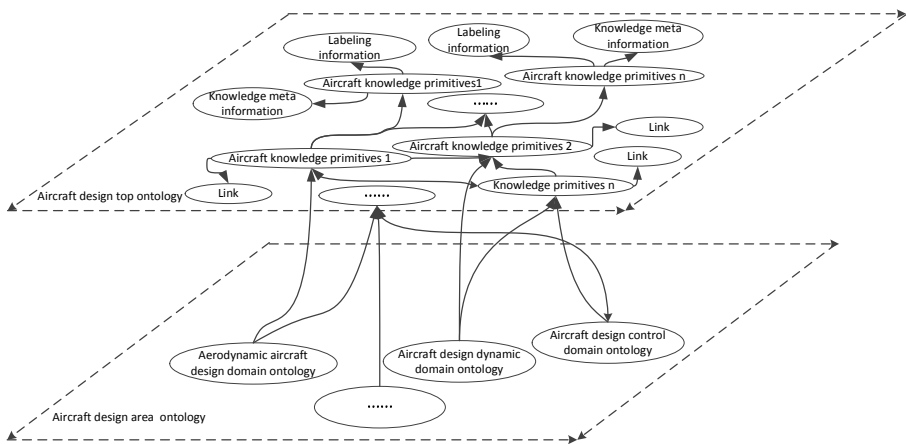 Labeling
information
Labeling
information
Knowledge meta
information
Aircraft knowledge primitives1
Aircraft knowledge primitives n
Knowledge meta
information
......
Link
Aircraft knowledge primitives 1
Aircraft knowledge primitives 2
Link
Link
......
Knowledge primitives n
Aircraft design top ontology
Aerodynamic aircraft
design domain ontology
Aircraft design dynamic
domain ontology
Aircraft design control
domain ontology
......
Aircraft design area ontology